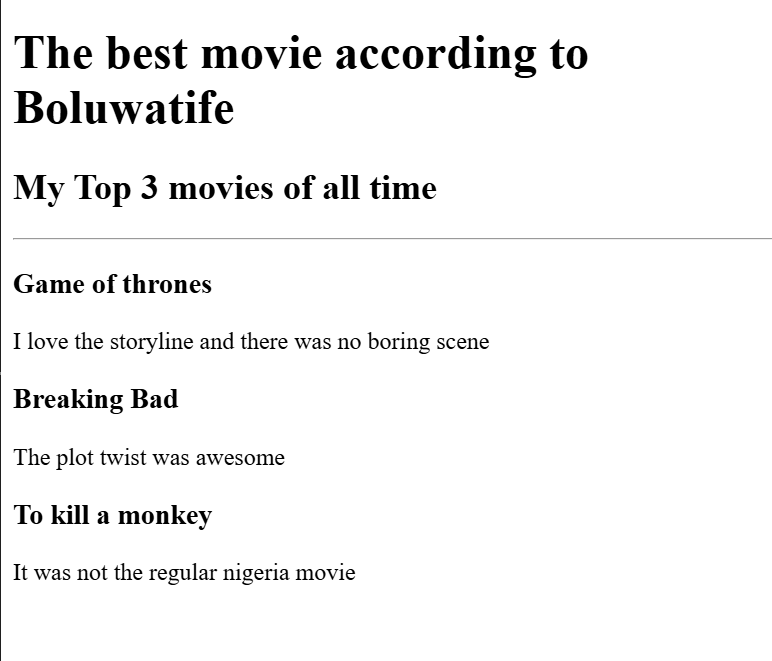 The best movie according to
Boluwatife
My Top 3 movies of all time
Game of thrones
I love the storyline and there was no boring scene
Breaking Bad
The plot twist was awesome
To kill a monkey
It was not the regular nigeria movie